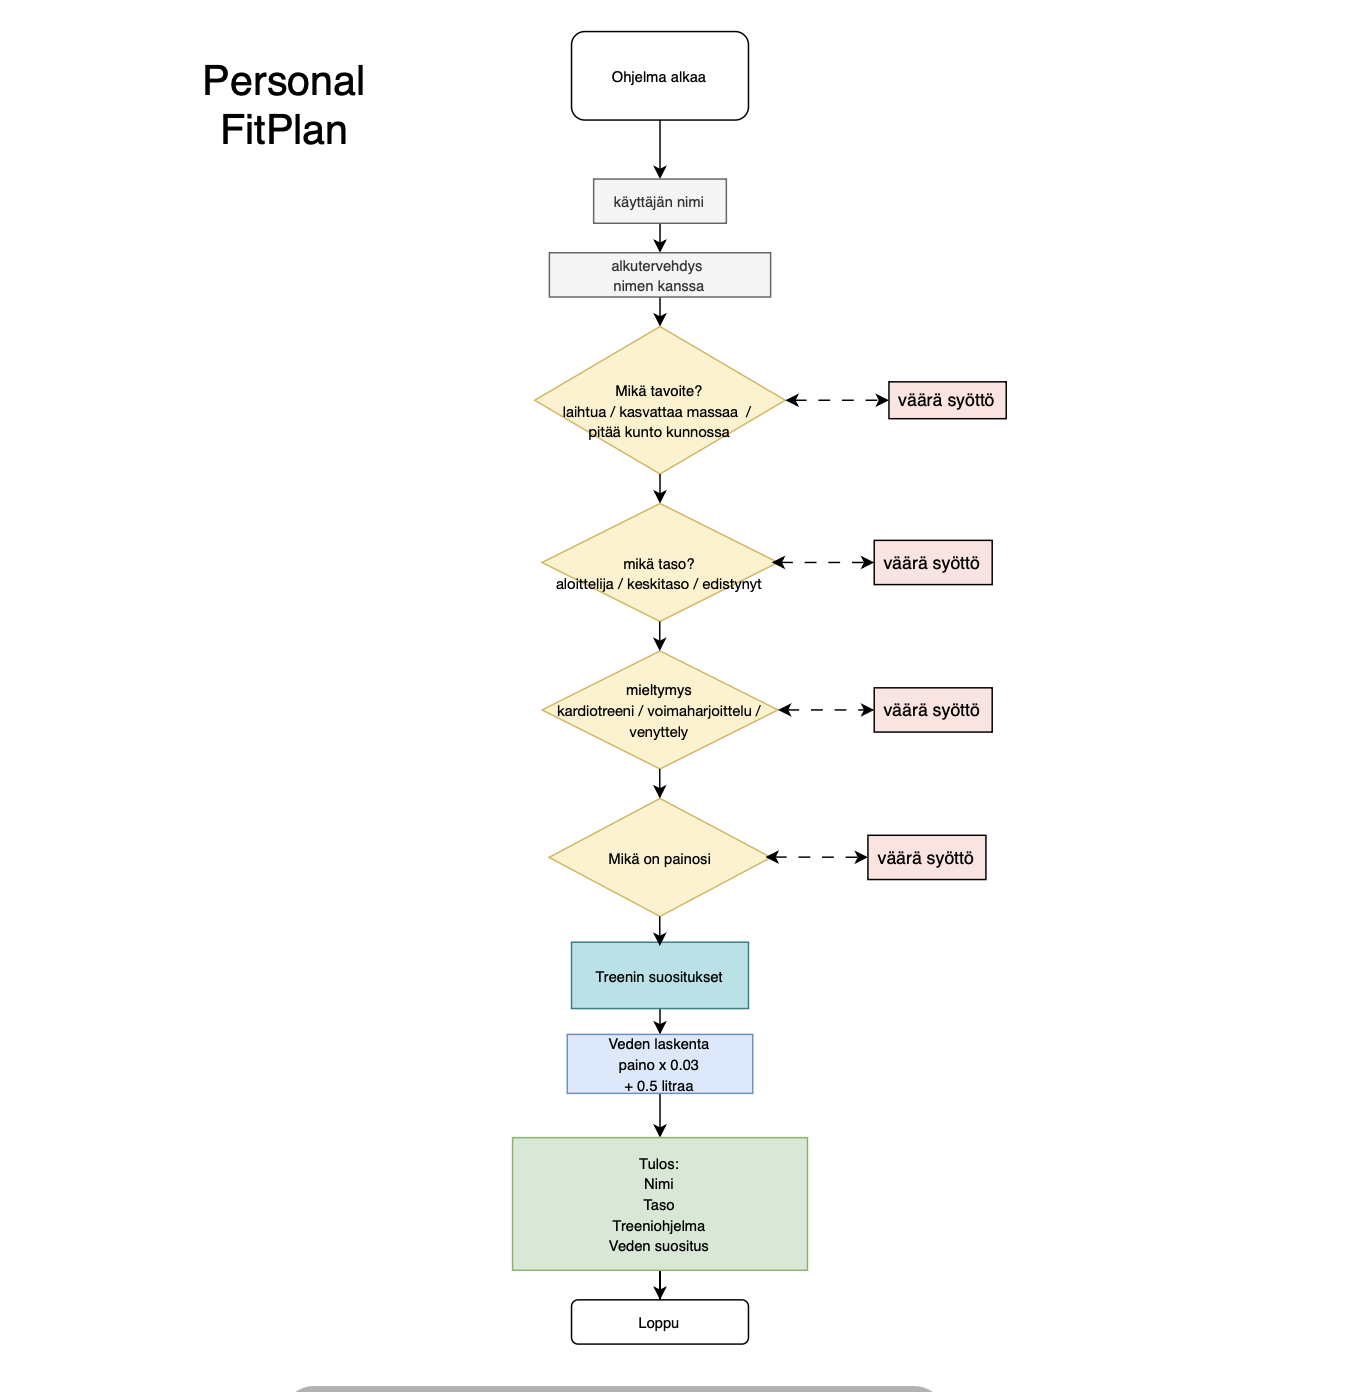 Personal
FitPlan
Ohjelma alkaa
käyttäjän nimi
alkutervehdys
nimen kanssa
Mikä tavoite?
laihtua / kasvattaa massaa /
pitää kunto kunnossa
väärä syöttö
mikä taso?
aloittelija / keskitaso / edistynyt
väärä syöttö
mieltymys
kardiotreeni / voimaharjoittelu /
venyttely
väärä syöttö
Mikä on painosi
väärä syöttö
Treenin suositukset
Veden laskenta
paino x 0.03
+ 0.5 litraa
Tulos:
Nimi
Taso
Treeniohjelma
Veden suositus
Loppu